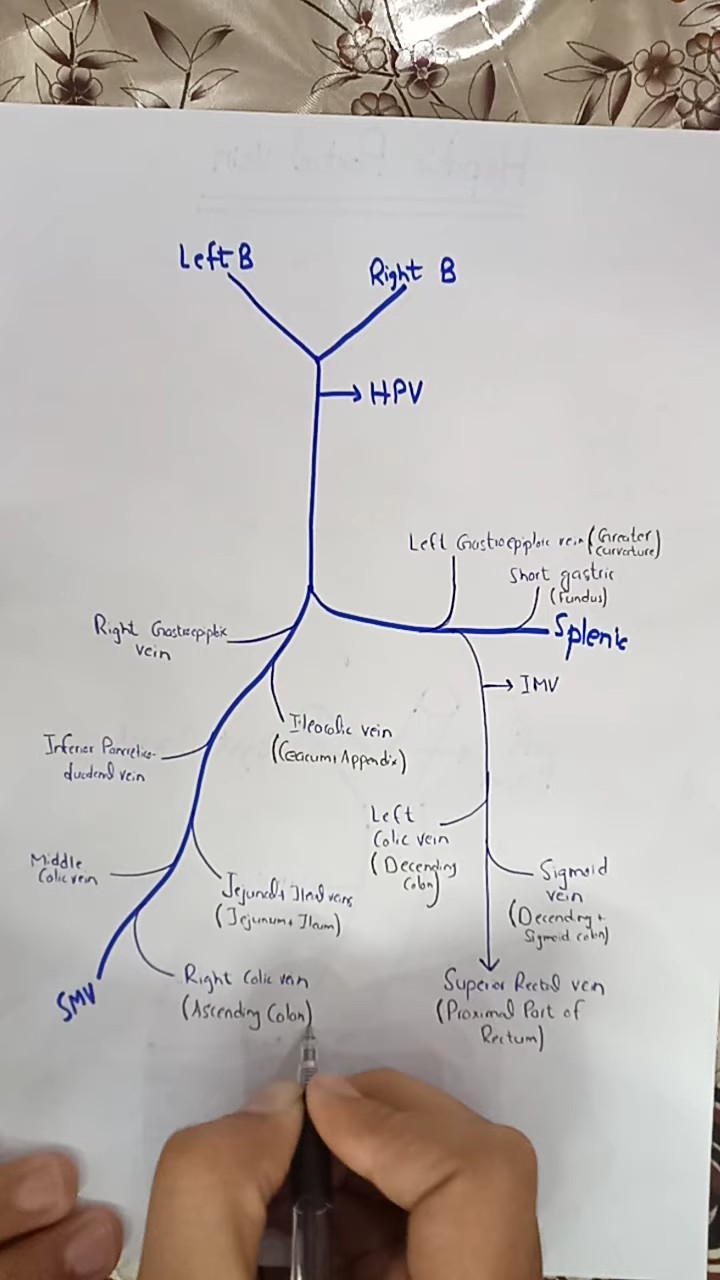 Left B
Right B
HPV
Left Gastroepiploic vein (Greater
curvature)
Short gastric
(Fundus)
Splenic
Right Gastroepiploic
vein
IMV
Ileocolic vein
(Ceacum+Appendix)
Inferior Pancretico-
duodenal vein
Left
Colic vein
(Decending
Colon)
Middle
Colic vein
Jejunal+ Ileal veins
(Jejunum+ Ileum)
Sigmoid
vein
(Decending +
Sigmoid colon)
Right Colic vein
(Ascending Colon)
SMV
Superior Rectal vein
(Proximal Part of
Rectum)